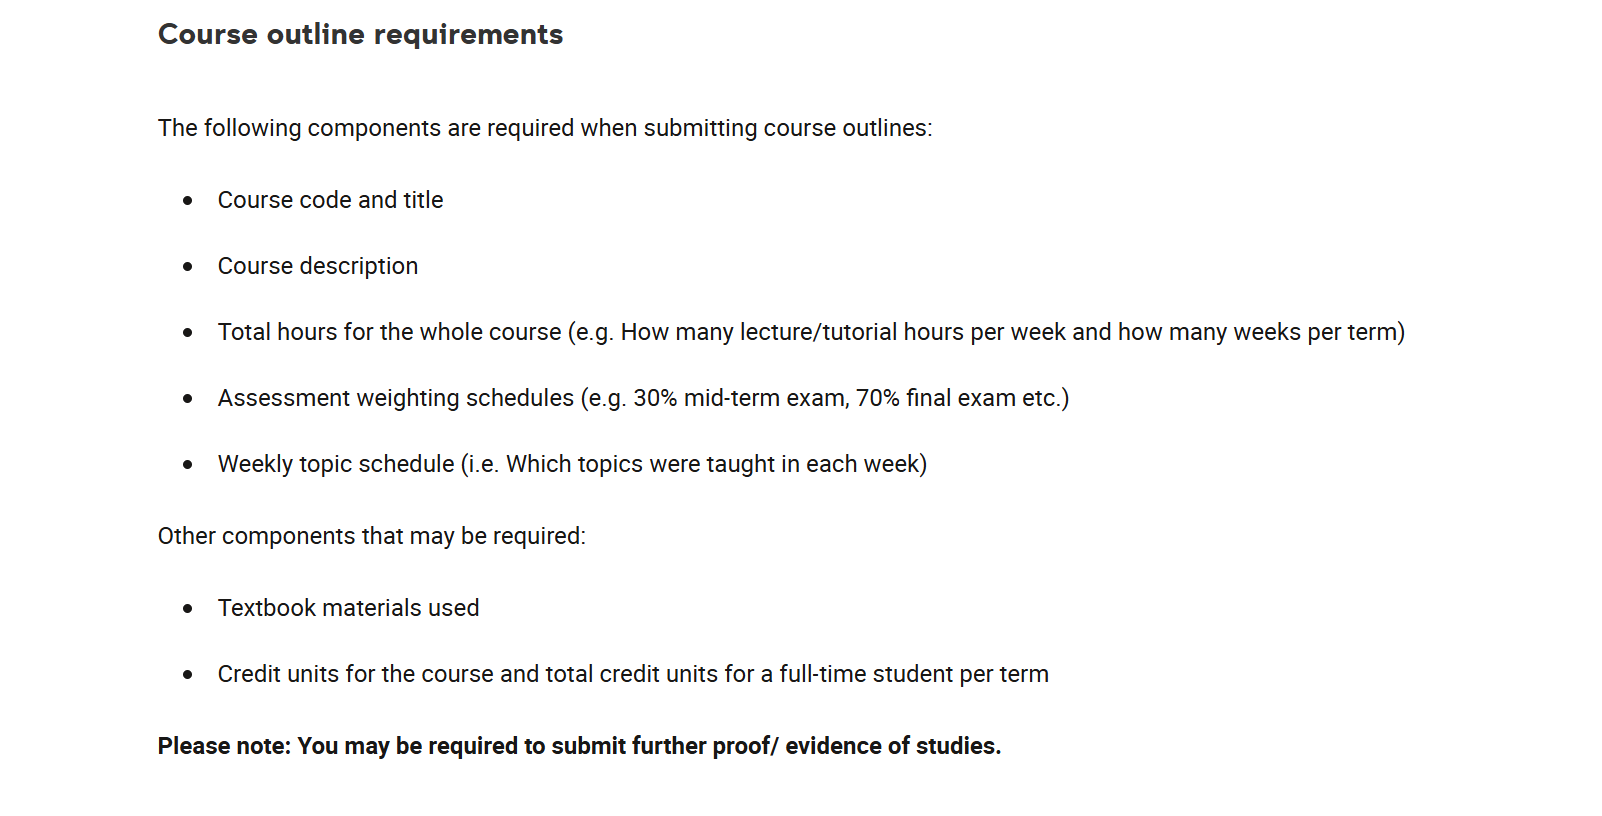 Course outline requirements
The following components are required when submitting course outlines:
• Course code and title
• Course description
• Total hours for the whole course (e.g. How many lecture/tutorial hours per week and how many weeks per term)
• Assessment weighting schedules (e.g. 30% mid-term exam, 70% final exam etc.)
• Weekly topic schedule (i.e. Which topics were taught in each week)
Other components that may be required:
• Textbook materials used
• Credit units for the course and total credit units for a full-time student per term
Please note: You may be required to submit further proof/ evidence of studies.